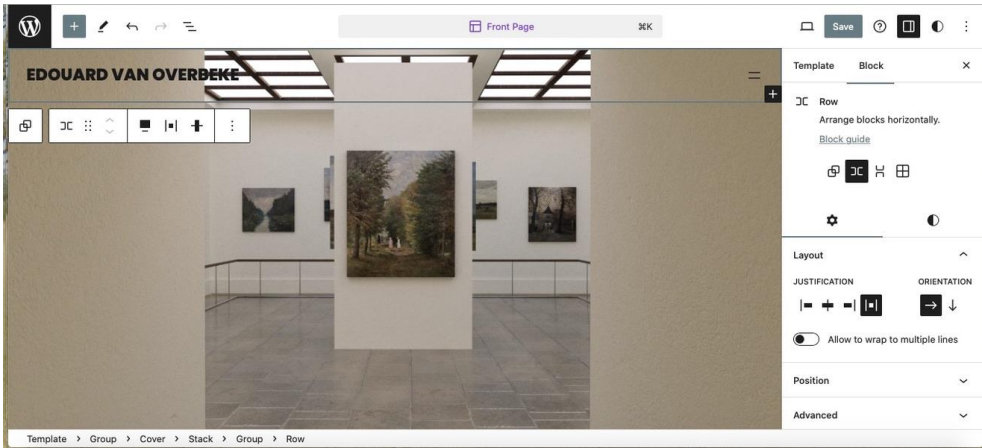 Front Page ⌘K
Save
EDOUARD VAN OVERBEKE
Template Block
Row
Arrange blocks horizontally.
Block guide
Layout
JUSTIFICATION ORIENTATION
Allow to wrap to multiple lines
Position
Advanced
Template > Group > Cover > Stack > Group > Row